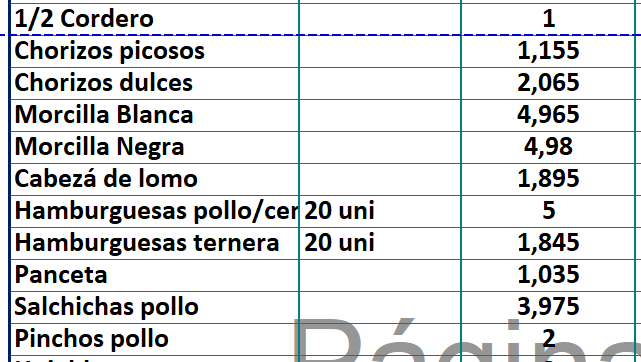 1/2 Cordero 1
Chorizos picosos 1,155
Chorizos dulces 2,065
Morcilla Blanca 4,965
Morcilla Negra 4,98
Cabezá de lomo 1,895
Hamburguesas pollo/cer 20 uni 5
Hamburguesas ternera 20 uni 1,845
Panceta 1,035
Salchichas pollo 3,975
Pinchos pollo 2
Página